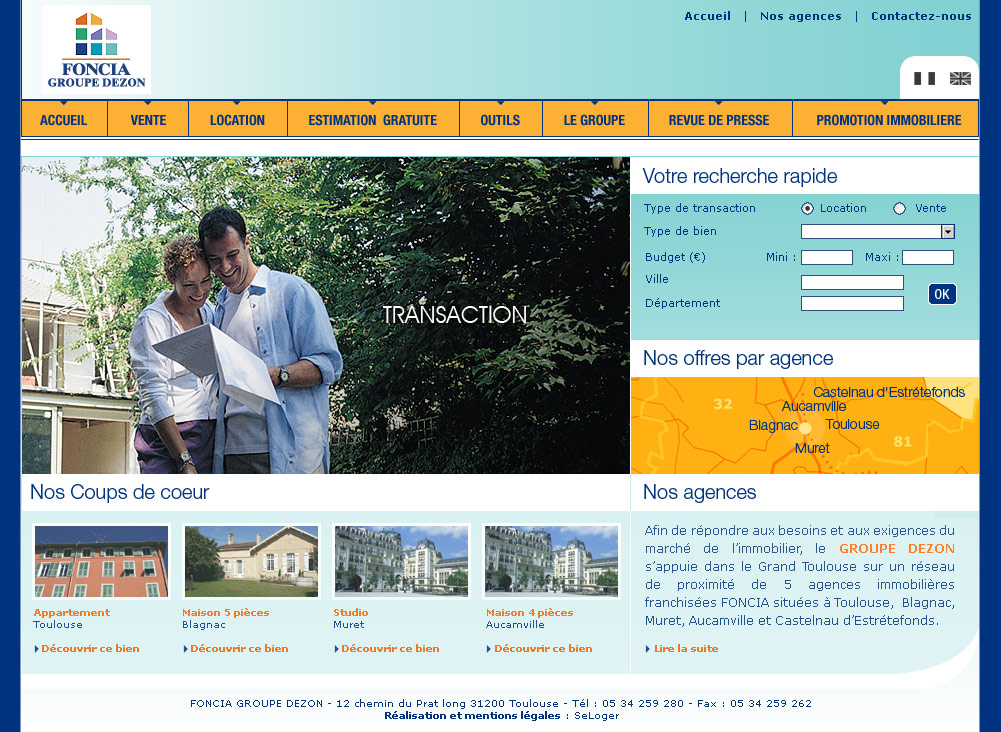 Accueil | Nos agences | Contactez-nous
FONCIA
GROUPE DEZON
ACCUEIL VENTE LOCATION ESTIMATION GRATUITE OUTILS LE GROUPE REVUE DE PRESSE PROMOTION IMMOBILIERE
TRANSACTION
Votre recherche rapide
Type de transaction Location Vente
Type de bien
Budget (€) Mini : Maxi :
Ville
Département
OK
Nos offres par agence
Castelnau d'Estrétefonds
32 Aucamville
Blagnac Toulouse
81
Muret
Nos Coups de coeur
Appartement
Toulouse
Découvrir ce bien
Maison 5 pièces
Blagnac
Découvrir ce bien
Studio
Muret
Découvrir ce bien
Maison 4 pièces
Aucamville
Découvrir ce bien
Nos agences
Afin de répondre aux besoins et aux exigences du
marché de l’immobilier, le GROUPE DEZON
s’appuie dans le Grand Toulouse sur un réseau
de proximité de 5 agences immobilières
franchisées FONCIA situées à Toulouse, Blagnac,
Muret, Aucamville et Castelnau d’Estrétefonds.
Lire la suite
FONCIA GROUPE DEZON - 12 chemin du Prat long 31200 Toulouse - Tél : 05 34 259 280 - Fax : 05 34 259 262
Réalisation et mentions légales : SeLoger